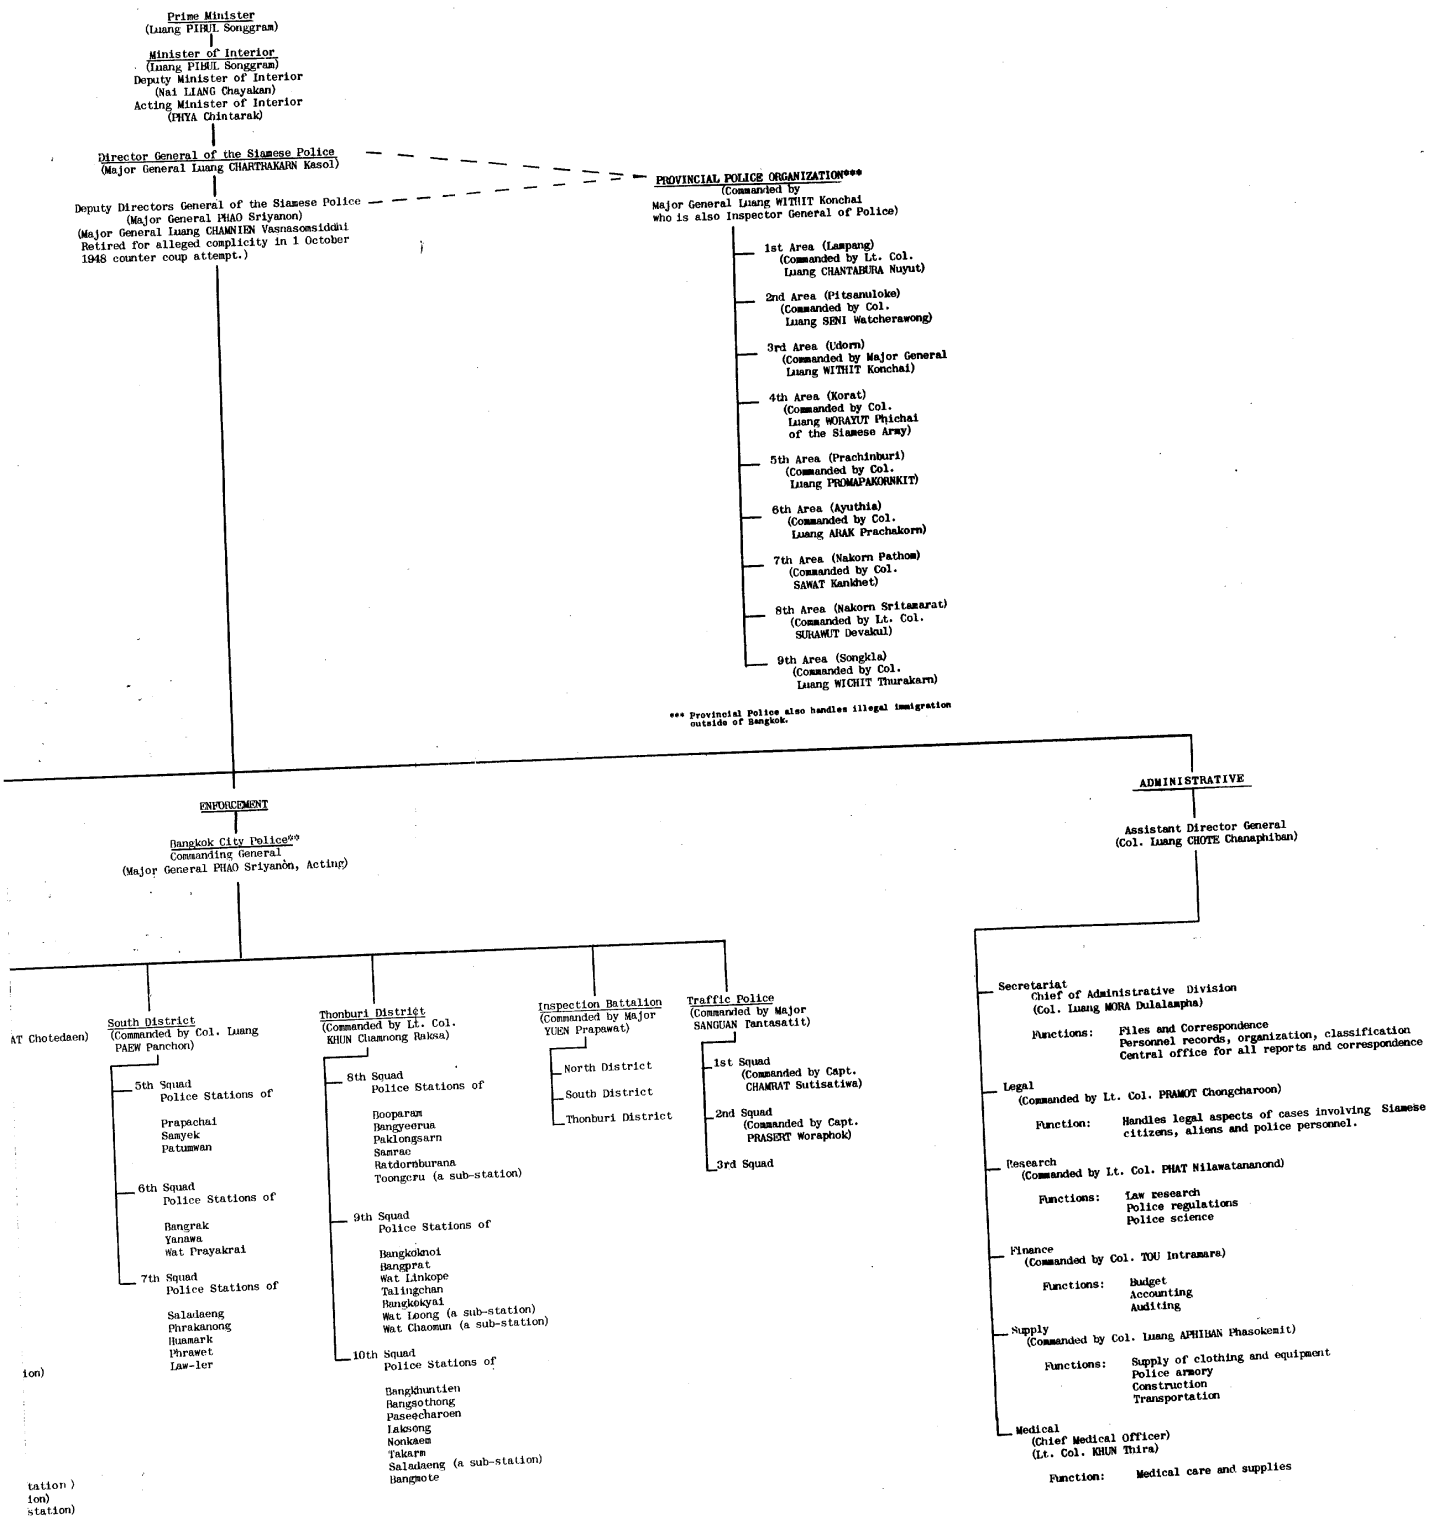 Prime Minister
(Luang PIBUL Songgram)
Minister of Interior
(Luang PIBUL Songgram)
Deputy Minister of Interior
(Nai LIANG Chayakan)
Acting Minister of Interior
(PHYA Chintarak)
Director General of the Siamese Police
(Major General Luang CHARTRAKARN Kasol)
Deputy Directors General of the Siamese Police
(Major General PHAO Sriyanon)
(Major General Luang CHAMNIEN Vasnasomsiddhi
Retired for alleged complicity in 1 October
1948 counter coup attempt.)
PROVINCIAL POLICE ORGANIZATION***
(Commanded by
Major General Luang WITHIT Konchai
who is also Inspector General of Police)
1st Area (Lampang)
(Commanded by Lt. Col.
Luang CHANTABURA Nuyut)
2nd Area (Pitsanuloke)
(Commanded by Col.
Luang SENI Watcherawong)
3rd Area (Udorn)
(Commanded by Major General
Luang WITHIT Konchai)
4th Area (Korat)
(Commanded by Col.
Luang WORAYUT Phichai
of the Siamese Army)
5th Area (Prachinburi)
(Commanded by Col.
Luang PROMAPAKORNKIT)
6th Area (Ayuthia)
(Commanded by Col.
Luang ARAK Prachakorn)
7th Area (Nakorn Pathom)
(Commanded by Col.
SAWAT Kankhet)
8th Area (Nakorn Sritamarat)
(Commanded by Lt. Col.
SURAWUT Devakul)
9th Area (Songkla)
(Commanded by Col.
Luang WICHIT Thurakarn)
*** Provincial Police also handles illegal immigration
outside of Bangkok.
ENFORCEMENT
Bangkok City Police**
Commanding General
(Major General PHAO Sriyanon, Acting)
ADMINISTRATIVE
Assistant Director General
(Col. Luang CHOTE Chanaphiban)
AT Chotedaen)
ion)
tation)
ion)
station)
South District
(Commanded by Col. Luang
PAEW Panchon)
5th Squad
Police Stations of
Prapachai
Samyek
Patumwan
6th Squad
Police Stations of
Bangrak
Yanawa
Wat Prayakrai
7th Squad
Police Stations of
Saladaeng
Phrakanong
Huamark
Phrawet
Law-ler
Thonburi District
(Commanded by Lt. Col.
KHUN Chamnong Raksa)
8th Squad
Police Stations of
Booparam
Bangyeerua
Paklongsarn
Samrae
Ratdornburana
Toongcru (a sub-station)
9th Squad
Police Stations of
Bangkoknoi
Bangprat
Wat Linkope
Talingchan
Bangkokyai
Wat Loong (a sub-station)
Wat Chaomun (a sub-station)
10th Squad
Police Stations of
Bangkhuntien
Bangsothong
Paseecharoen
Laksong
Nonkaem
Takarm
Saladaeng (a sub-station)
Bangmote
Inspection Battalion
(Commanded by Major
YUEN Prapawat)
North District
South District
Thonburi District
Traffic Police
(Commanded by Major
SANGUAN Tantasatit)
1st Squad
(Commanded by Capt.
CHAMRAT Sutisatiwa)
2nd Squad
(Commanded by Capt.
PRASERT Woraphok)
3rd Squad
Secretariat
Chief of Administrative Division
(Col. Luang MORA Dulalampha)
Functions: Files and Correspondence
Personnel records, organization, classification
Central office for all reports and correspondence
Legal
(Commanded by Lt. Col. PRAMOT Chongcharoon)
Function: Handles legal aspects of cases involving Siamese
citizens, aliens and police personnel.
Research
(Commanded by Lt. Col. PHAT Nilawatananond)
Functions: Law research
Police regulations
Police science
Finance
(Commanded by Col. TOU Intramara)
Functions: Budget
Accounting
Auditing
Supply
(Commanded by Col. Luang APHIBAN Phasokemit)
Functions: Supply of clothing and equipment
Police armory
Construction
Transportation
Medical
(Chief Medical Officer)
(Lt. Col. KHUN Thira)
Function: Medical care and supplies